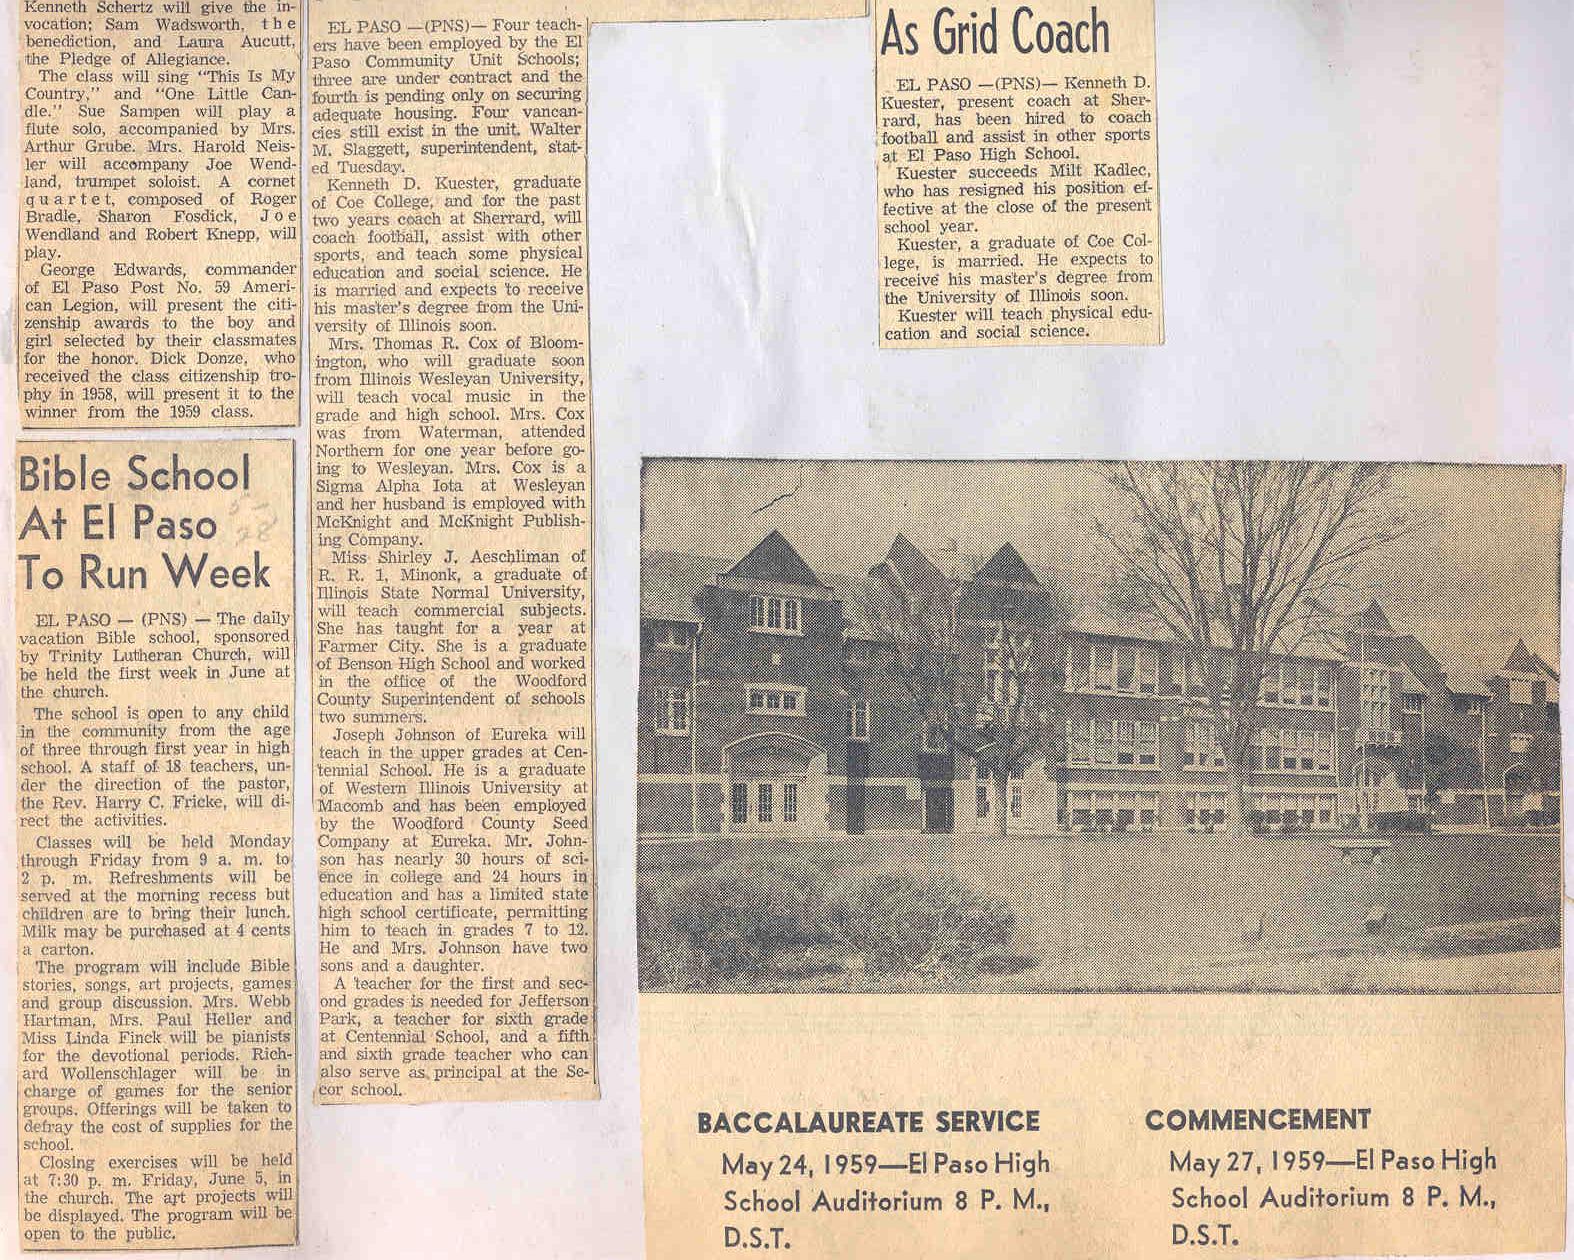 Kenneth Schertz will give the in-
vocation; Sam Wadsworth, the
benediction, and Laura Aucutt,
the Pledge of Allegiance.
The class will sing "This Is My
Country," and "One Little Can-
dle." Sue Sampen will play a
flute solo, accompanied by Mrs.
Arthur Grube. Mrs. Harold Neis-
ler will accompany Joe Wend-
land, trumpet soloist. A cornet
quartet, composed of Roger
Bradle, Sharon Fosdick, Joe
Wendland and Robert Knepp, will
play.
George Edwards, commander
of El Paso Post No. 59 Ameri-
can Legion, will present the citi-
zenship awards to the boy and
girl selected by their classmates
for the honor. Dick Donze, who
received the class citizenship tro-
phy in 1958, will present it to the
winner from the 1959 class.
Bible School
At El Paso
To Run Week
5-
28
EL PASO — (PNS) — The daily
vacation Bible school, sponsored
by Trinity Lutheran Church, will
be held the first week in June at
the church.
The school is open to any child
in the community from the age
of three through first year in high
school. A staff of 18 teachers, un-
der the direction of the pastor,
the Rev. Harry C. Fricke, will di-
rect the activities.
Classes will be held Monday
through Friday from 9 a. m. to
2 p. m. Refreshments will be
served at the morning recess but
children are to bring their lunch.
Milk may be purchased at 4 cents
a carton.
The program will include Bible
stories, songs, art projects, games
and group discussion. Mrs. Webb
Hartman, Mrs. Paul Heller and
Miss Linda Finck will be pianists
for the devotional periods. Rich-
ard Wollenschlager will be in
charge of games for the senior
groups. Offerings will be taken to
defray the cost of supplies for the
school.
Closing exercises will be held
at 7:30 p. m. Friday, June 5, in
the church. The art projects will
be displayed. The program will be
open to the public.
EL PASO —(PNS)— Four teach-
ers have been employed by the El
Paso Community Unit Schools;
three are under contract and the
fourth is pending only on securing
adequate housing. Four vancan-
cies still exist in the unit, Walter
M. Slaggett, superintendent, stat-
ed Tuesday.
Kenneth D. Kuester, graduate
of Coe College, and for the past
two years coach at Sherrard, will
coach football, assist with other
sports, and teach some physical
education and social science. He
is married and expects to receive
his master's degree from the Uni-
versity of Illinois soon.
Mrs. Thomas R. Cox of Bloom-
ington, who will graduate soon
from Illinois Wesleyan University,
will teach vocal music in the
grade and high school. Mrs. Cox
was from Waterman, attended
Northern for one year before go-
ing to Wesleyan. Mrs. Cox is a
Sigma Alpha Iota at Wesleyan
and her husband is employed with
McKnight and McKnight Publish-
ing Company.
Miss Shirley J. Aeschliman of
R. R. 1, Minonk, a graduate of
Illinois State Normal University,
will teach commercial subjects.
She has taught for a year at
Farmer City. She is a graduate
of Benson High School and worked
in the office of the Woodford
County Superintendent of schools
two summers.
Joseph Johnson of Eureka will
teach in the upper grades at Cen-
tennial School. He is a graduate
of Western Illinois University at
Macomb and has been employed
by the Woodford County Seed
Company at Eureka. Mr. John-
son has nearly 30 hours of sci-
ence in college and 24 hours in
education and has a limited state
high school certificate, permitting
him to teach in grades 7 to 12.
He and Mrs. Johnson have two
sons and a daughter.
A teacher for the first and sec-
ond grades is needed for Jefferson
Park, a teacher for sixth grade
at Centennial School, and a fifth
and sixth grade teacher who can
also serve as principal at the Se-
cor school.
As Grid Coach
EL PASO —(PNS)— Kenneth D.
Kuester, present coach at Sher-
rard, has been hired to coach
football and assist in other sports
at El Paso High School.
Kuester succeeds Milt Kadlec,
who has resigned his position ef-
fective at the close of the present
school year.
Kuester, a graduate of Coe Col-
lege, is married. He expects to
receive his master's degree from
the University of Illinois soon.
Kuester will teach physical edu-
cation and social science.
BACCALAUREATE SERVICE
May 24, 1959—El Paso High
School Auditorium 8 P. M.,
D.S.T.
COMMENCEMENT
May 27, 1959—El Paso High
School Auditorium 8 P. M.,
D.S.T.